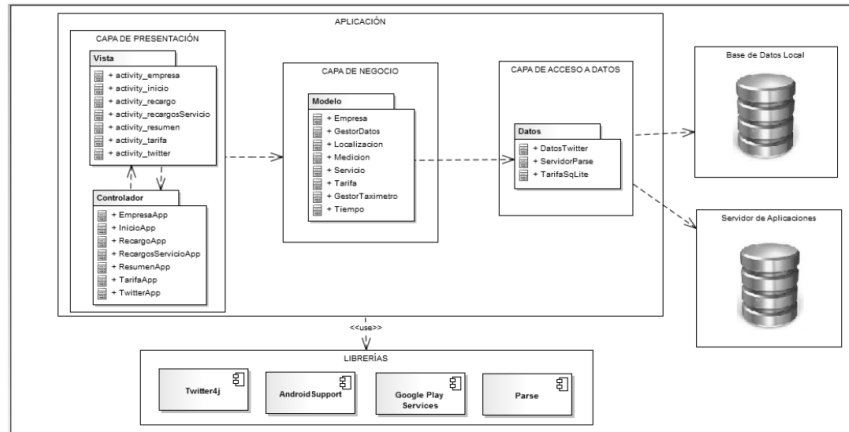 APLICACIÓN
CAPA DE PRESENTACIÓN
Vista
+ activity_empresa
+ activity_inicio
+ activity_recargo
+ activity_recargosServicio
+ activity_resumen
+ activity_tarifa
+ activity_twitter
Controlador
+ EmpresaApp
+ InicioApp
+ RecargoApp
+ RecargosServicioApp
+ ResumenApp
+ TarifaApp
+ TwitterApp
CAPA DE NEGOCIO
Modelo
+ Empresa
+ GestorDatos
+ Localizacion
+ Medicion
+ Servicio
+ Tarifa
+ GestorTaximetro
+ Tiempo
CAPA DE ACCESO A DATOS
Datos
+ DatosTwitter
+ ServidorParse
+ TarifaSqLite
Base de Datos Local
Servidor de Aplicaciones
<<use>>
LIBRERÍAS
Twitter4j
AndroidSupport
Google Play
Services
Parse